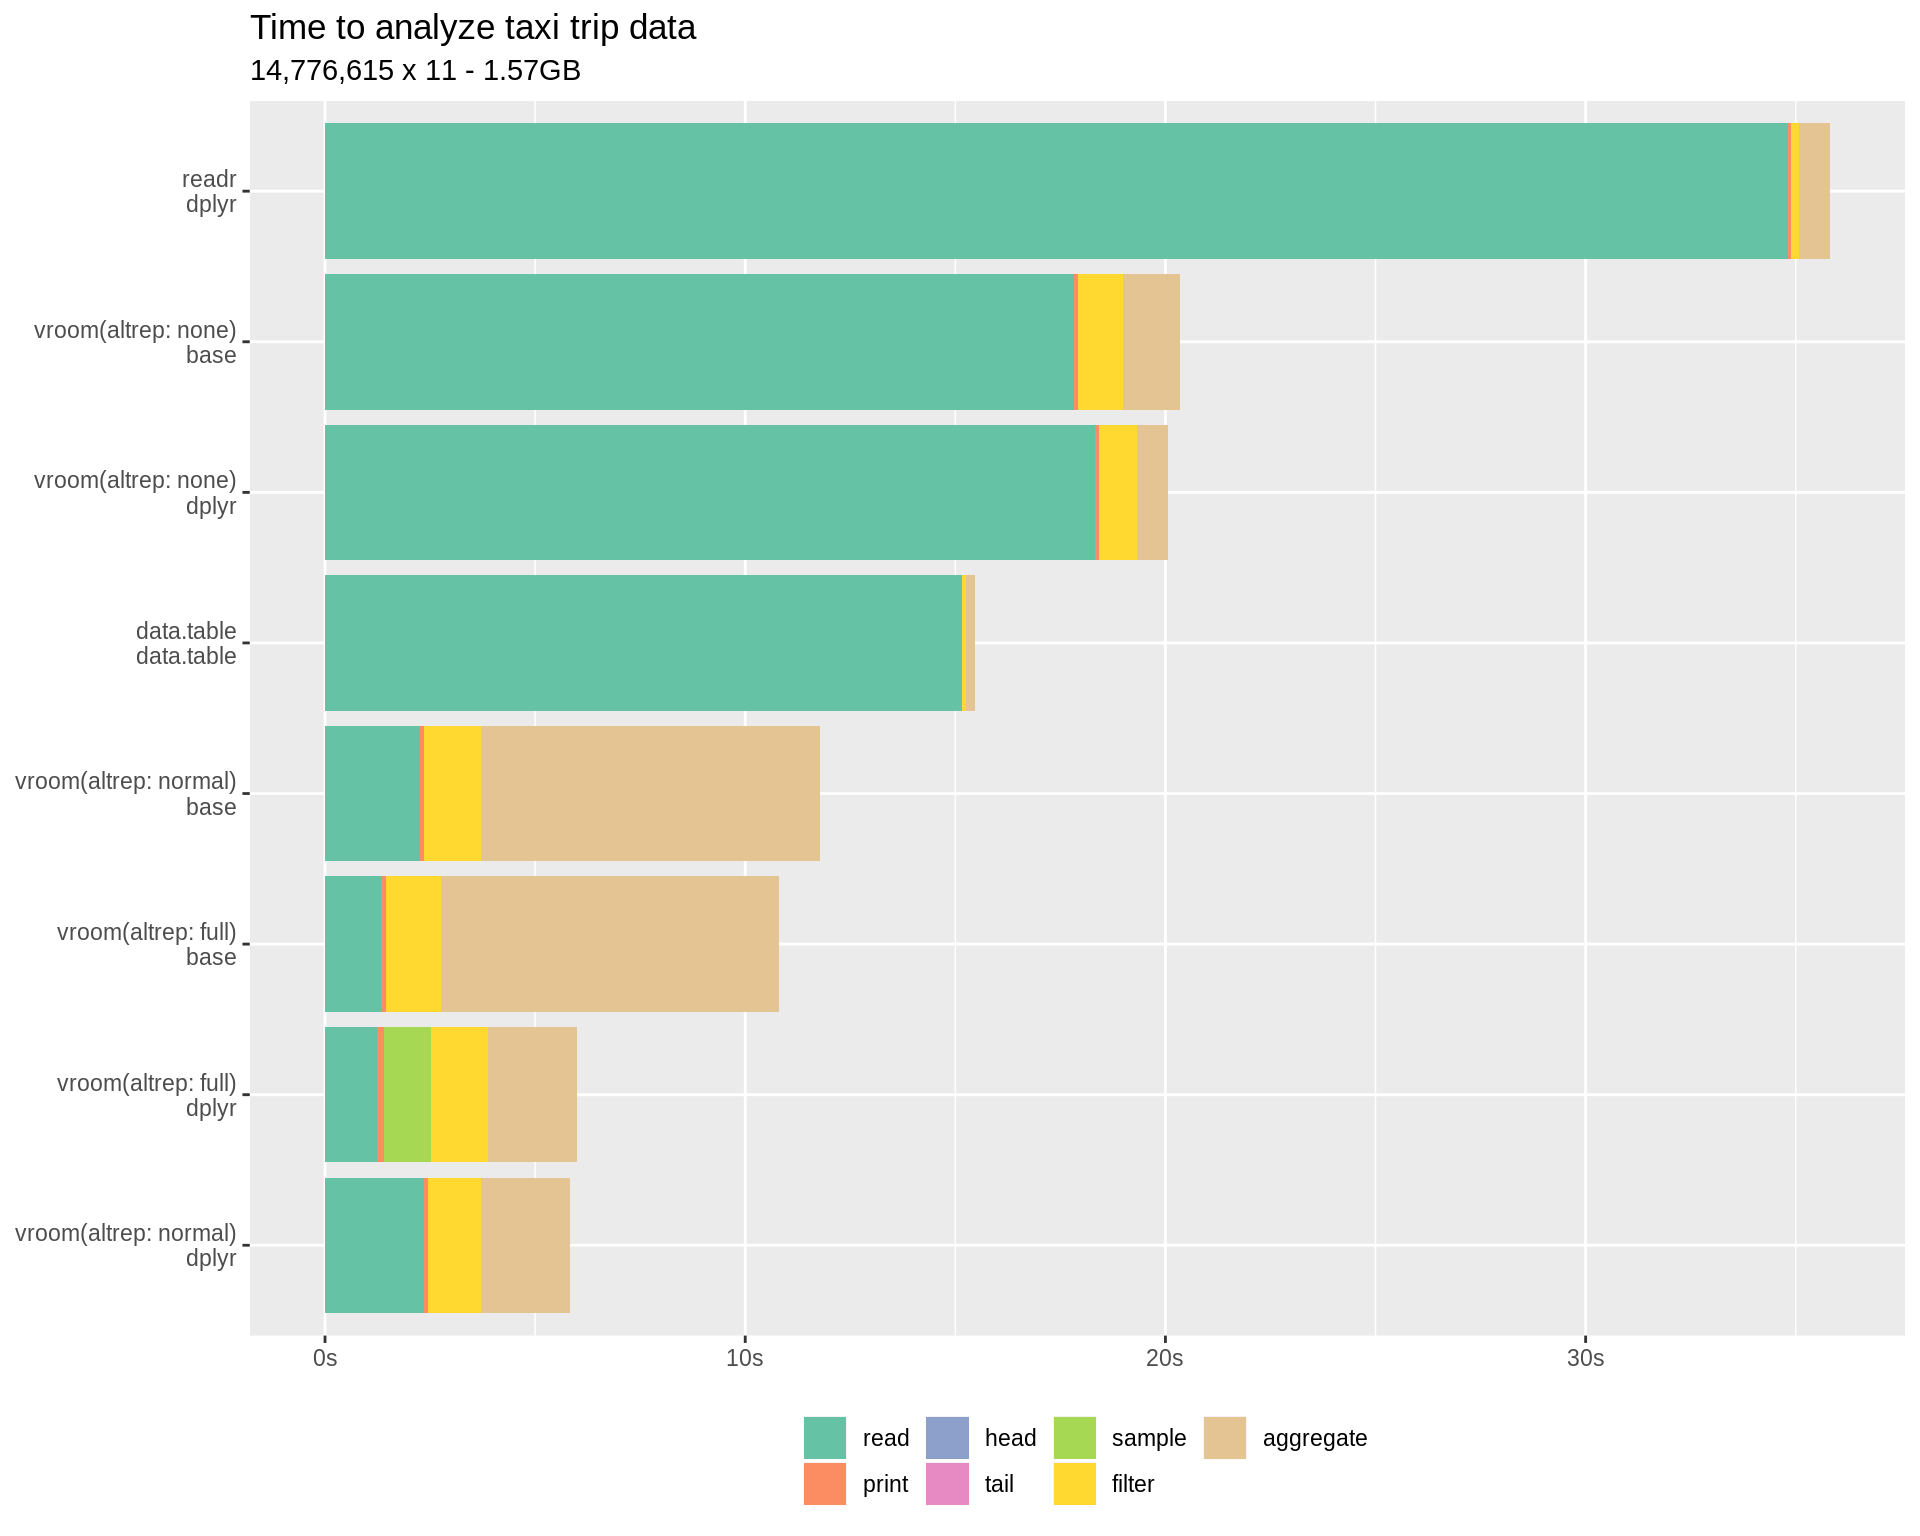 Time to analyze taxi trip data
14,776,615 x 11 - 1.57GB
readr
dplyr
vroom(altrep: none)
base
vroom(altrep: none)
dplyr
data.table
data.table
vroom(altrep: normal)
base
vroom(altrep: full)
base
vroom(altrep: full)
dplyr
vroom(altrep: normal)
dplyr
0s 10s 20s 30s
read head sample aggregate
print tail filter